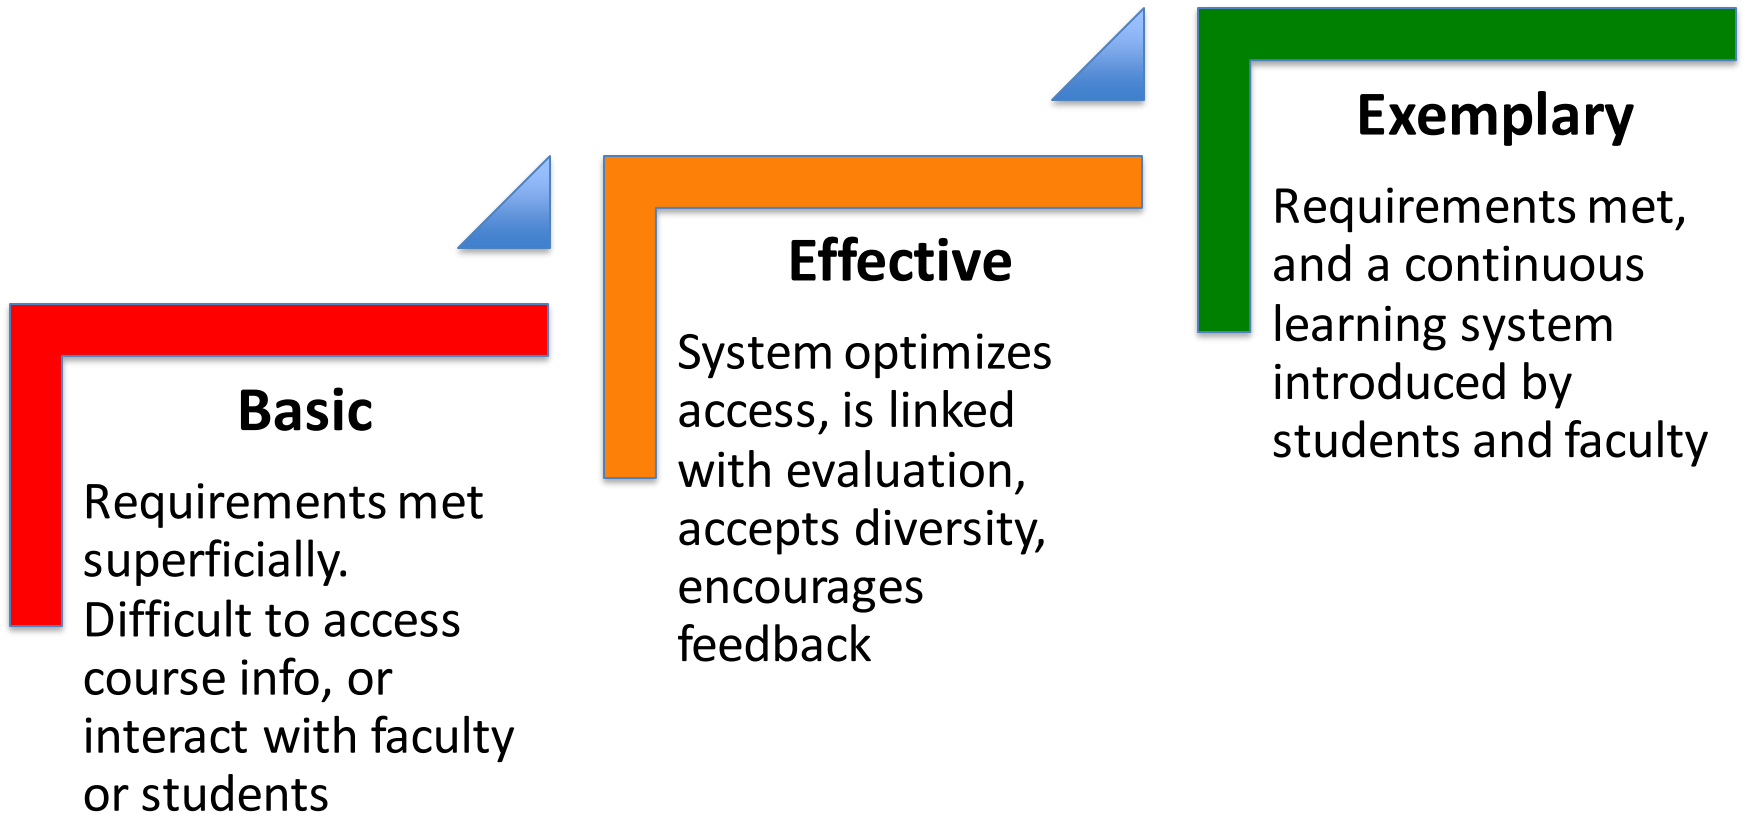 Basic
Requirements met
superficially.
Difficult to access
course info, or
interact with faculty
or students
Effective
System optimizes
access, is linked
with evaluation,
accepts diversity,
encourages
feedback
Exemplary
Requirements met,
and a continuous
learning system
introduced by
students and faculty